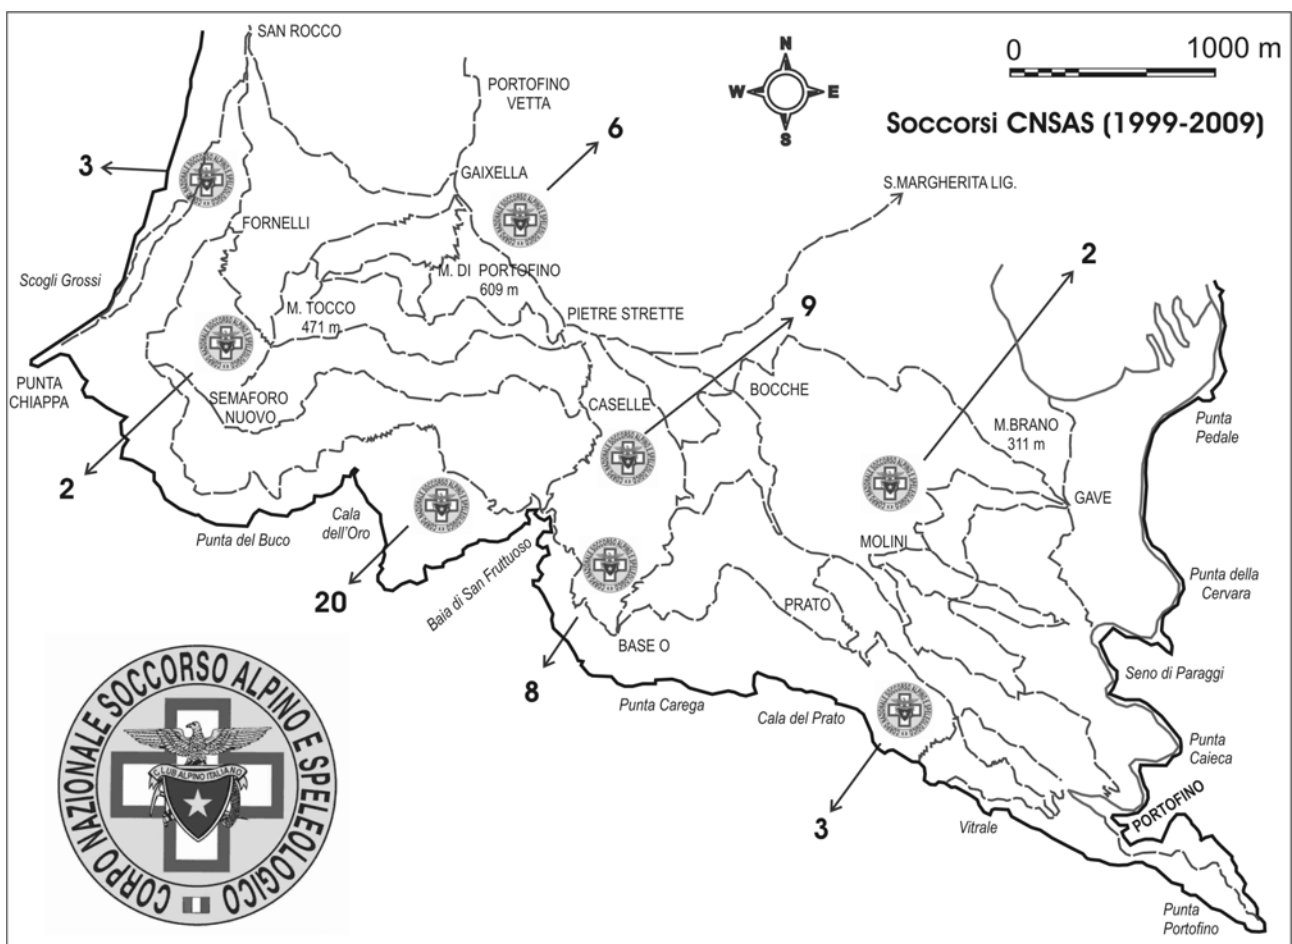 SAN ROCCO
0 1000 m
N
W E
S
Soccorsi CNSAS (1999-2009)
PORTOFINO
VETTA
6
3
GAIXELLA
S.MARGHERITA LIG.
FORNELLI
2
Scogli Grossi
M. DI PORTOFINO
609 m
9
M. TOCCO
471 m
PIETRE STRETTE
PUNTA
CHIAPPA
SEMAFORO
NUOVO
BOCCHE
CASELLE
M.BRANO
311 m
Punta
Pedale
2
GAVE
Cala
dell'Oro
Punta del Buco
MOLINI
Baia di San Fruttuoso
20
Punta della
Cervara
PRATO
BASE O
8
Seno di Paraggi
Punta Carega
Cala del Prato
Punta
Caieca
3
Vitrale
PORTOFINO
Punta
Portofino
CORPO NAZIONALE SOCCORSO ALPINO E SPELEOLOGICO
CLUB ALPINO ITALIANO